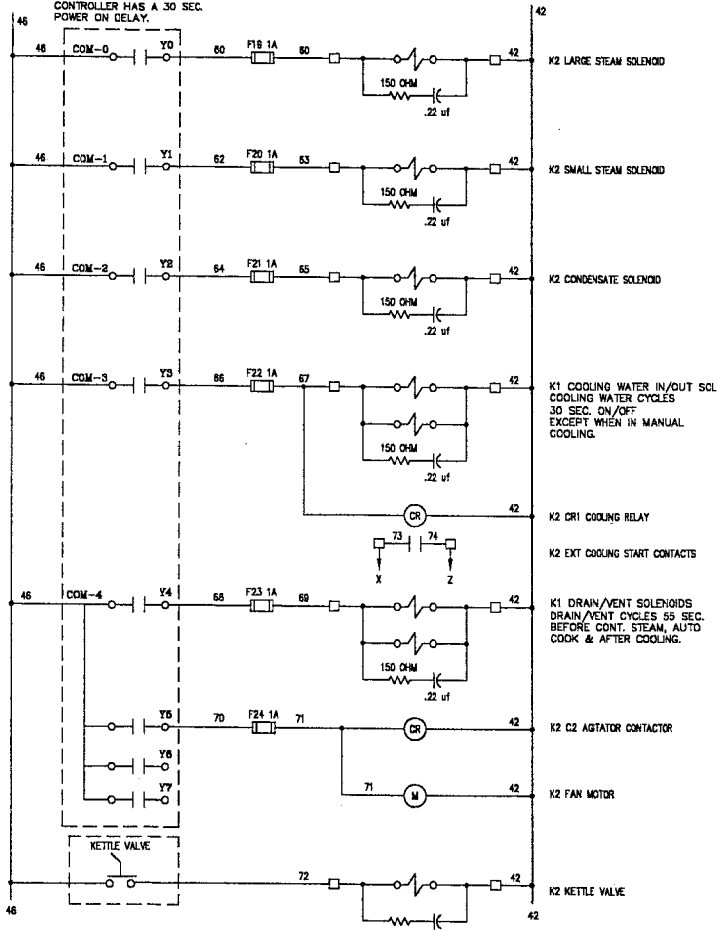 CONTROLLER HAS A 30 SEC.
POWER ON DELAY.
46 42
46 COM-0 Y0 60 F19 1A 60 42 K2 LARGE STEAM SOLENOID
150 OHM
.22 uf
46 COM-1 Y1 62 F20 1A 63 42 K2 SMALL STEAM SOLENOID
150 OHM
.22 uf
46 COM-2 Y2 64 F21 1A 65 42 K2 CONDENSATE SOLENOID
150 OHM
.22 uf
46 COM-3 Y3 66 F22 1A 67 42 K1 COOLING WATER IN/OUT SOL
COOLING WATER CYCLES
30 SEC. ON/OFF
EXCEPT WHEN IN MANUAL
COOLING.
150 OHM
.22 uf
CR 42 K2 CR1 COOLING RELAY
73 74 K2 EXT COOLING START CONTACTS
X Z
46 COM-4 Y4 68 F23 1A 69 42 K1 DRAIN/VENT SOLENOIDS
DRAIN/VENT CYCLES 55 SEC.
BEFORE CONT. STEAM, AUTO
COOK & AFTER COOLING.
150 OHM
.22 uf
Y5 70 F24 1A 71 CR 42 K2 C2 AGTATOR CONTACTOR
Y6
Y7 71 M 42 K2 FAN MOTOR
KETTLE VALVE
72 42 K2 KETTLE VALVE
46 42